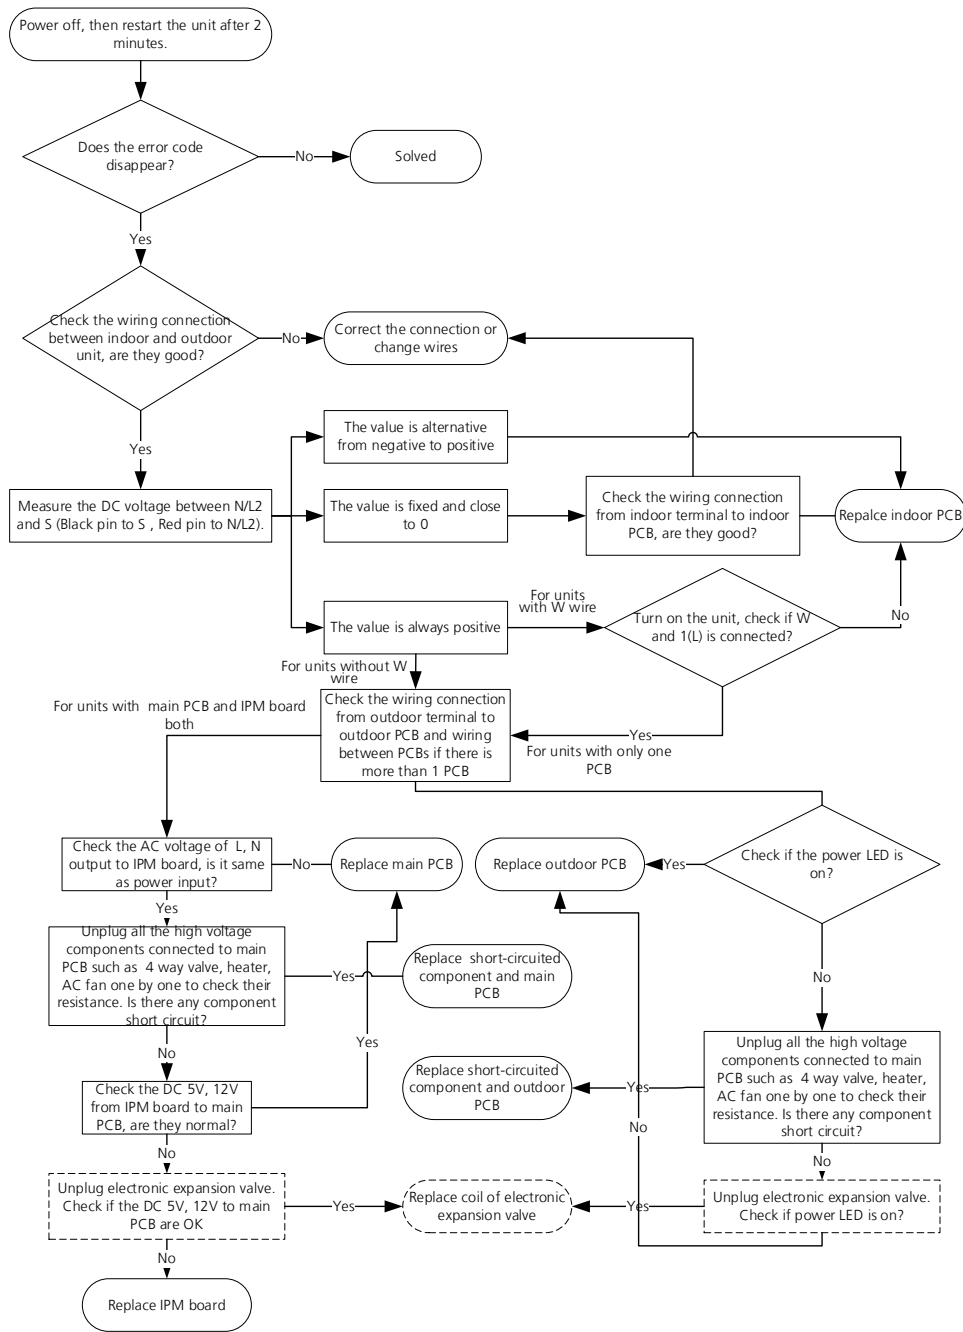 Power off, then restart the unit after 2
minutes.
Does the error code
disappear?
No
Solved
Yes
Check the wiring connection
between indoor and outdoor
unit, are they good?
No
Correct the connection or
change wires
Yes
The value is alternative
from negative to positive
Measure the DC voltage between N/L2
and S (Black pin to S , Red pin to N/L2).
The value is fixed and close
to 0
Check the wiring connection
from indoor terminal to indoor
PCB, are they good?
Repalce indoor PCB
The value is always positive
For units
with W wire
Turn on the unit, check if W
and 1(L) is connected?
No
For units without W
wire
For units with  main PCB and IPM board
both
Check the wiring connection
from outdoor terminal to
outdoor PCB and wiring
between PCBs if there is
more than 1 PCB
Yes
For units with only one
PCB
Check the AC voltage of  L, N
output to IPM board, is it same
as power input?
No
Replace main PCB
Replace outdoor PCB
Yes
Check if the power LED is
on?
Yes
Unplug all the high voltage
components connected to main
PCB such as  4 way valve, heater,
AC fan one by one to check their
resistance. Is there any component
short circuit?
Yes
Replace  short-circuited
component and main
PCB
No
No
Yes
Check the DC 5V, 12V
from IPM board to main
PCB, are they normal?
Replace short-circuited
component and outdoor
PCB
Yes
Unplug all the high voltage
components connected to main
PCB such as  4 way valve, heater,
AC fan one by one to check their
resistance. Is there any component
short circuit?
No
No
No
Unplug electronic expansion valve.
Check if the DC 5V, 12V to main
PCB are OK
Yes
Replace coil of electronic
expansion valve
Yes
Unplug electronic expansion valve.
Check if power LED is on?
No
Replace IPM board